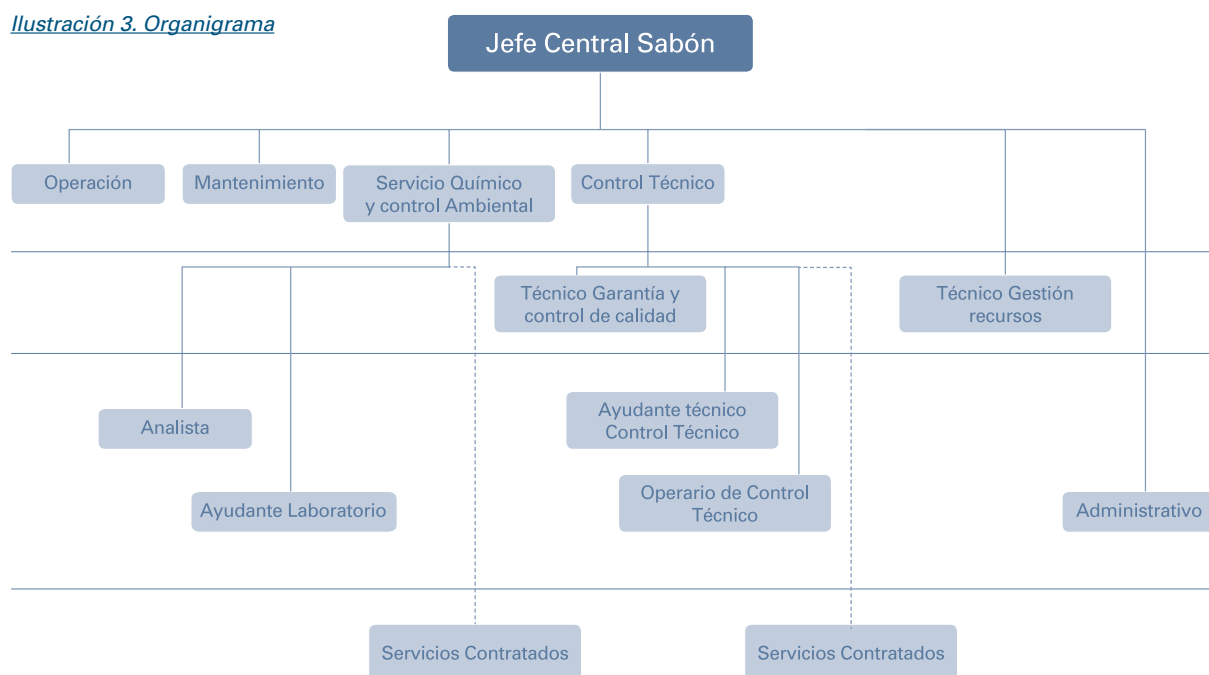 Ilustración 3. Organigrama
Jefe Central Sabón
Operación
Mantenimiento
Servicio Químico
y control Ambiental
Control Técnico
Técnico Garantía y
control de calidad
Técnico Gestión
recursos
Analista
Ayudante técnico
Control Técnico
Ayudante Laboratorio
Operario de Control
Técnico
Administrativo
Servicios Contratados
Servicios Contratados